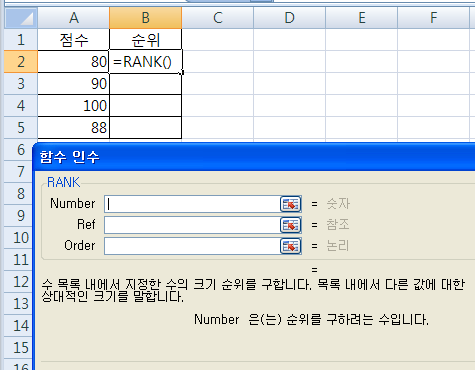 A B C D E F
1 점수 순위
2 80 =RANK()
3 90
4 100
5 88
6
7 함수 인수
8 RANK
9 Number = 숫자
Ref = 참조
10 Order = 논리
11 =
12 수 목록 내에서 지정한 수의 크기 순위를 구합니다. 목록 내에서 다른 값에 대한
13 상대적인 크기를 말합니다.
14 Number 은(는) 순위를 구하려는 수입니다.
15
16